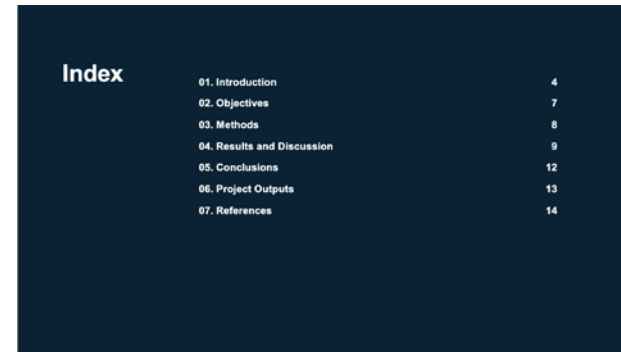 Index
01. Introduction 4
02. Objectives 7
03. Methods 8
04. Results and Discussion 9
05. Conclusions 12
06. Project Outputs 13
07. References 14